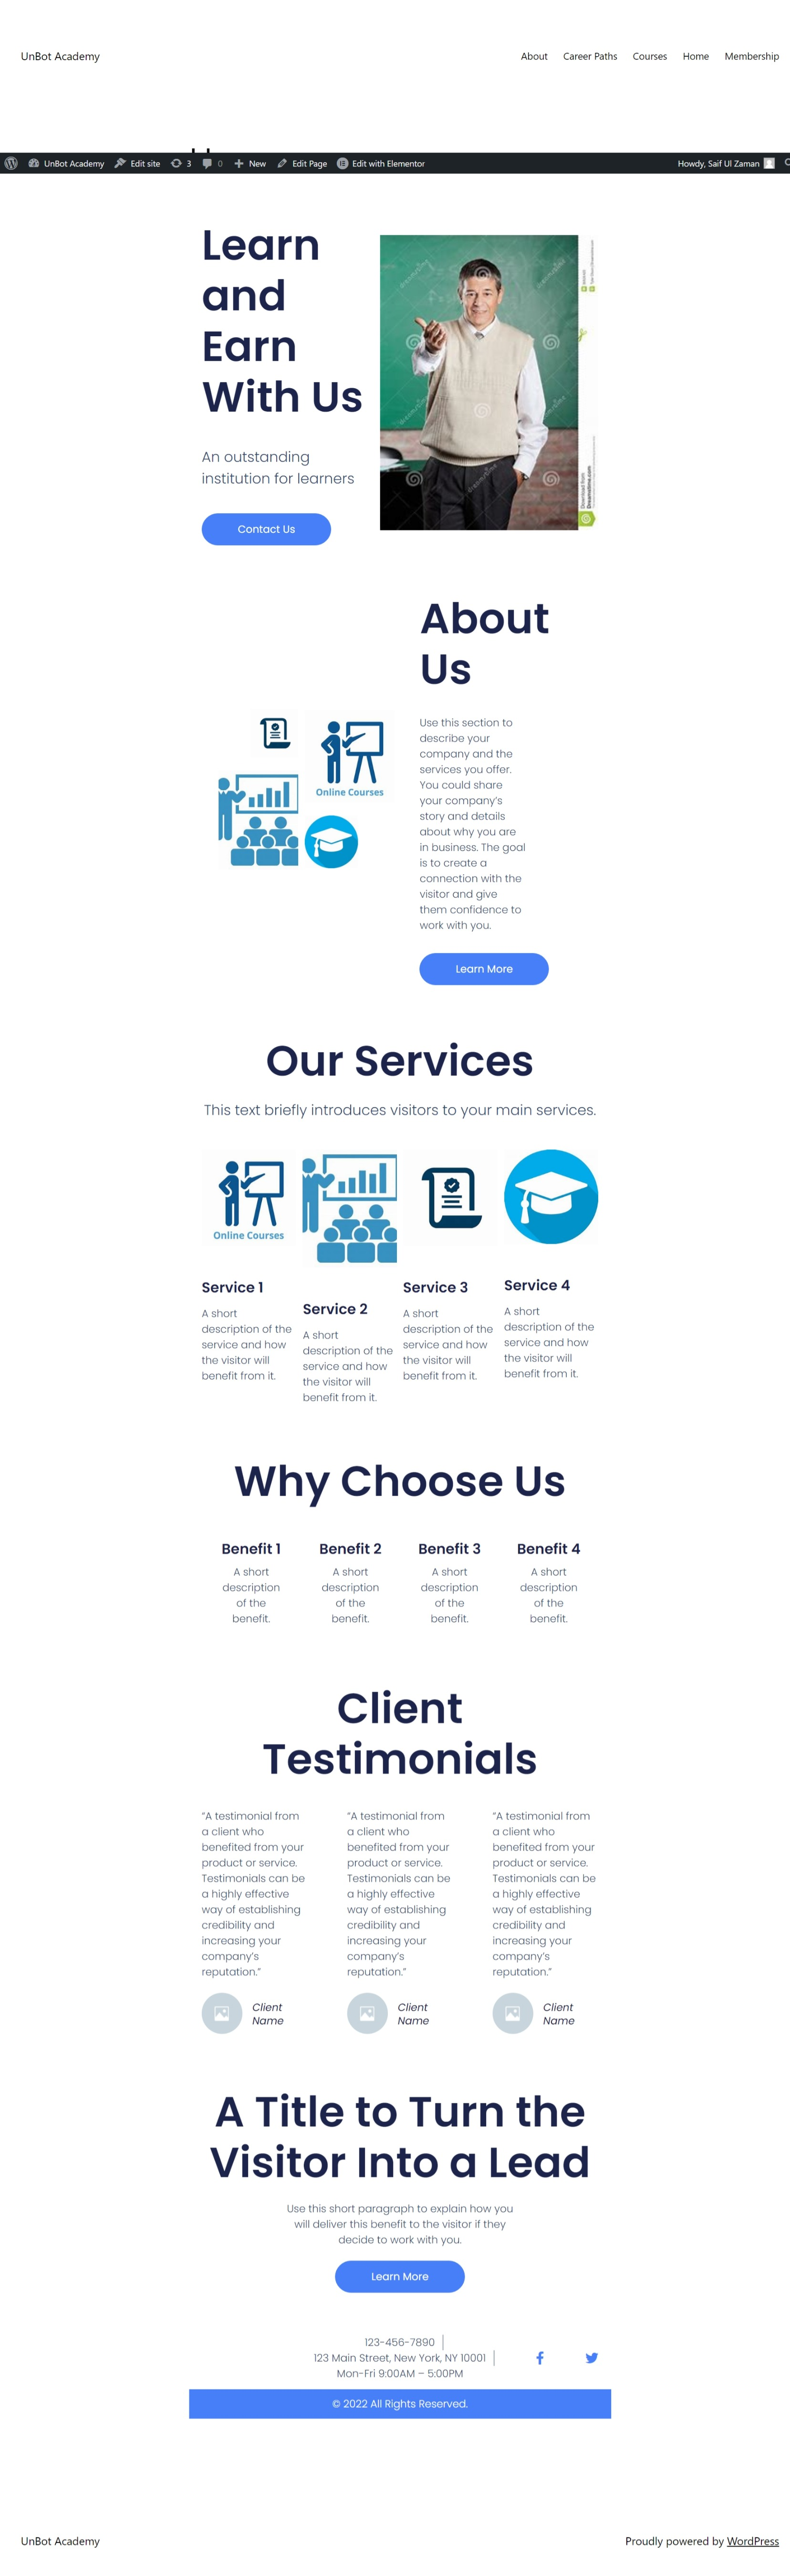 UnBot Academy
About Career Paths Courses Home Membership
UnBot Academy Edit site 3 0 New Edit Page Edit with Elementor Howdy, Saif Ul Zaman
Learn
and
Earn
With Us
An outstanding
institution for learners
Contact Us
Download from
Dreamstime.com
About
Us
Use this section to
describe your
company and the
services you offer.
You could share
your company's
story and details
about why you are
in business. The goal
is to create a
connection with the
visitor and give
them confidence to
work with you.
Online Courses
Learn More
Our Services
This text briefly introduces visitors to your main services.
Online Courses
Service 1
A short
description of the
service and how
the visitor will
benefit from it.
Service 2
A short
description of the
service and how
the visitor will
benefit from it.
Service 3
A short
description of the
service and how
the visitor will
benefit from it.
Service 4
A short
description of the
service and how
the visitor will
benefit from it.
Why Choose Us
Benefit 1
A short
description
of the
benefit.
Benefit 2
A short
description
of the
benefit.
Benefit 3
A short
description
of the
benefit.
Benefit 4
A short
description
of the
benefit.
Client
Testimonials
“A testimonial from
a client who
benefited from your
product or service.
Testimonials can be
a highly effective
way of establishing
credibility and
increasing your
company's
reputation.”
Client
Name
“A testimonial from
a client who
benefited from your
product or service.
Testimonials can be
a highly effective
way of establishing
credibility and
increasing your
company's
reputation.”
Client
Name
“A testimonial from
a client who
benefited from your
product or service.
Testimonials can be
a highly effective
way of establishing
credibility and
increasing your
company's
reputation.”
Client
Name
A Title to Turn the
Visitor Into a Lead
Use this short paragraph to explain how you
will deliver this benefit to the visitor if they
decide to work with you.
Learn More
123-456-7890
123 Main Street, New York, NY 10001
Mon-Fri 9:00AM – 5:00PM
© 2022 All Rights Reserved.
UnBot Academy
Proudly powered by WordPress